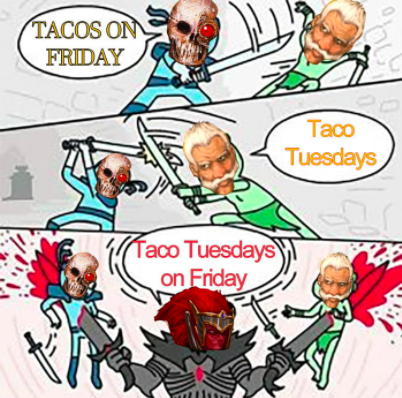 TACOS ON
FRIDAY
Taco
Tuesdays
Taco Tuesdays
on Friday